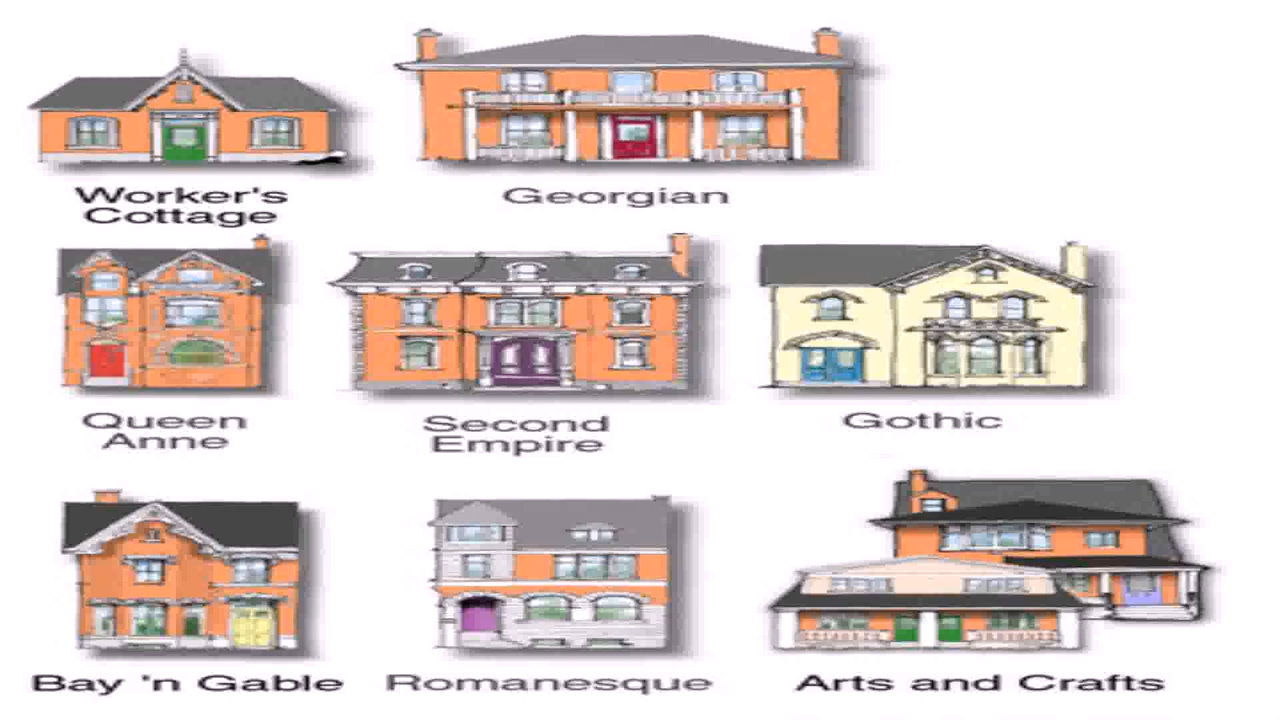 Worker's
Cottage
Georgian
Queen
Anne
Second
Empire
Gothic
Bay 'n Gable
Romanesque
Arts and Crafts